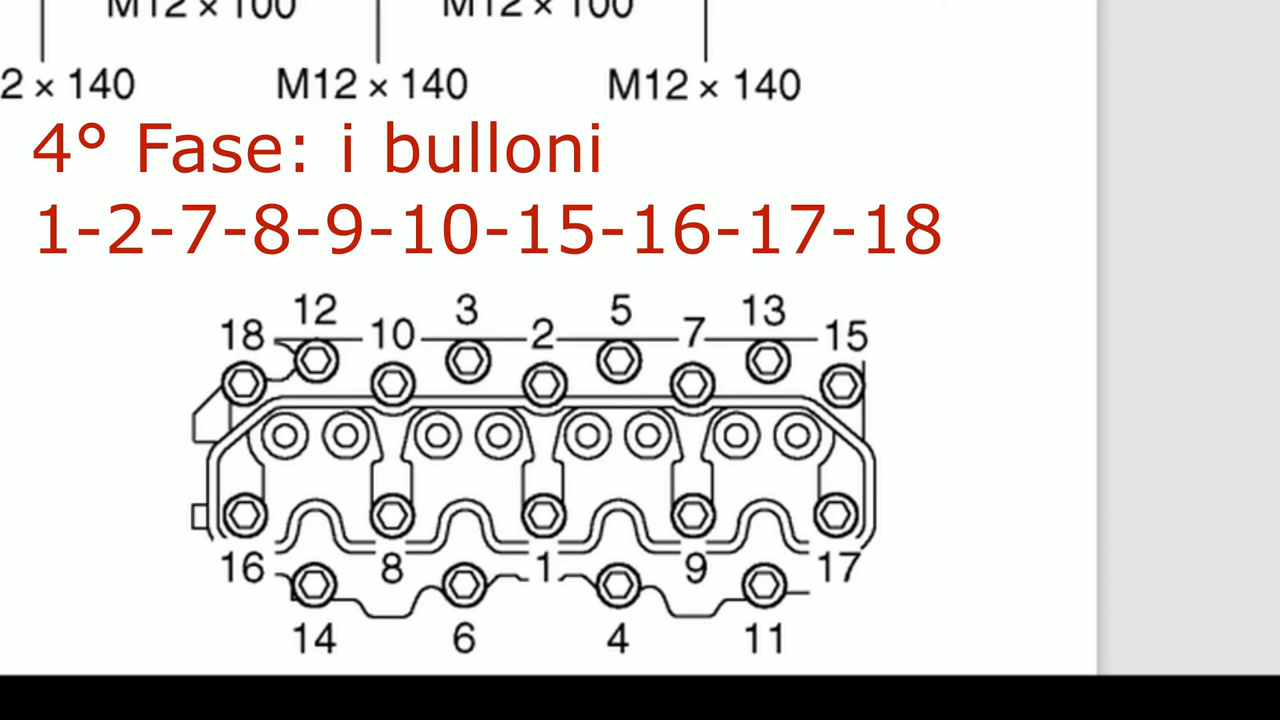 M12 × 100 M12 × 100
2 × 140 M12 × 140 M12 × 140
4° Fase: i bulloni
1-2-7-8-9-10-15-16-17-18
12 3 5 13
18 10 2 7 15
16 8 1 9 17
14 6 4 11